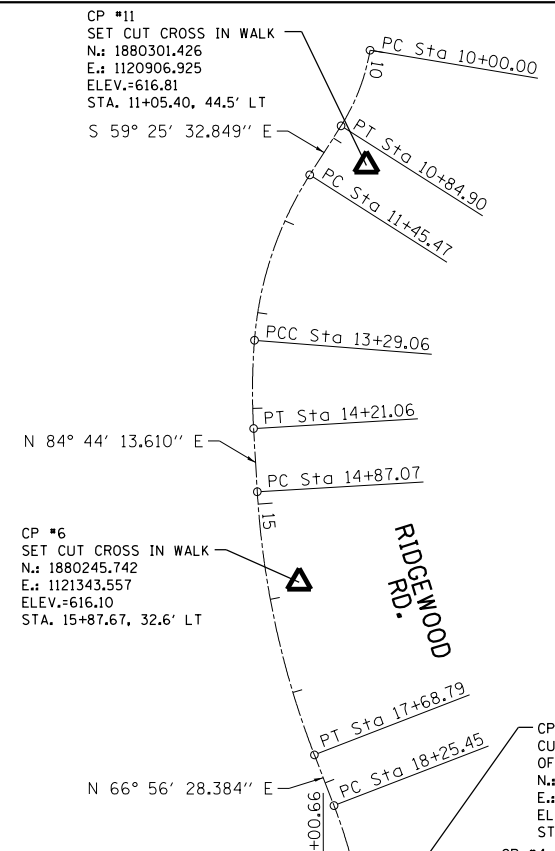 CP #11
SET CUT CROSS IN WALK
N.: 1880301.426
E.: 1120906.925
ELEV.=616.81
STA. 11+05.40, 44.5' LT
PC Sta 10+00.00
10
S 59° 25' 32.849'' E
PT Sta 10+84.90
PC Sta 11+45.47
PCC Sta 13+29.06
PT Sta 14+21.06
N 84° 44' 13.610'' E
PC Sta 14+87.07
15
CP #6
SET CUT CROSS IN WALK
N.: 1880245.742
E.: 1121343.557
ELEV.=616.10
STA. 15+87.67, 32.6' LT
RIDGEWOOD
RD.
PT Sta 17+68.79
PC Sta 18+25.45
N 66° 56' 28.384'' E
+00.66
CP
CU
OF
N.:
E.:
EL
ST